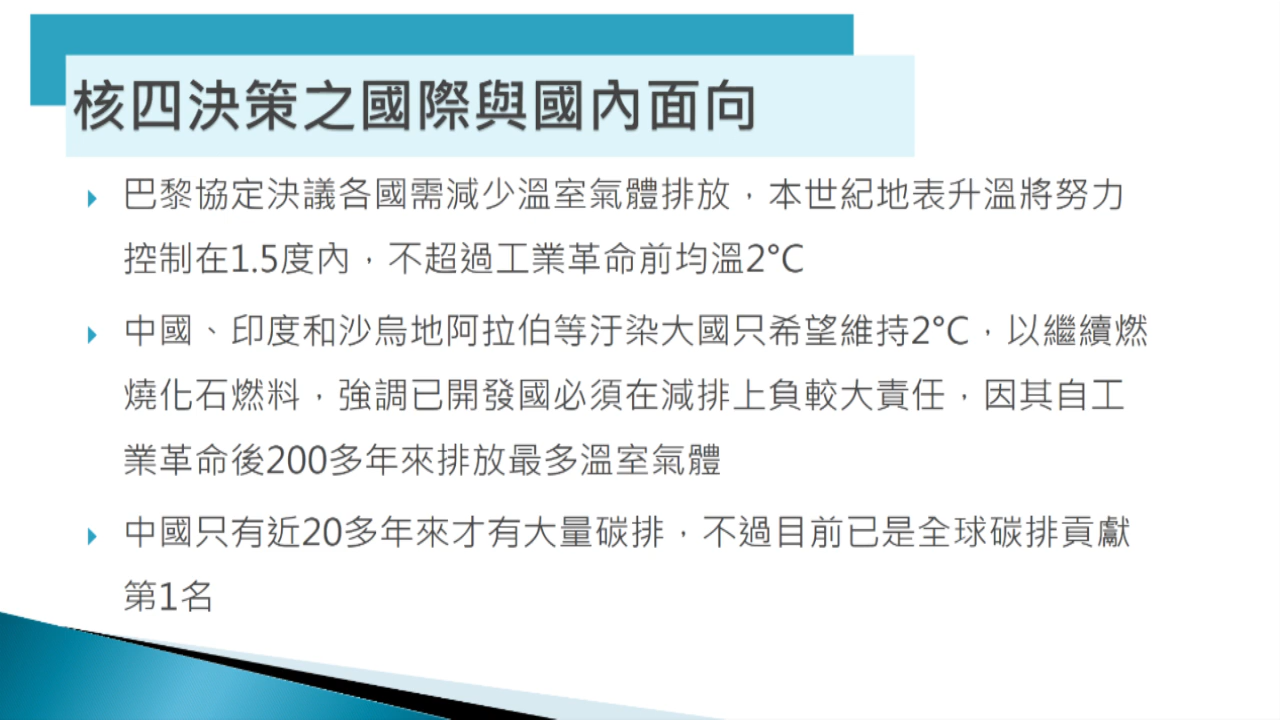 核四決策之國際與國內面向
巴黎協定決議各國需減少溫室氣體排放，本世紀地表升溫將努力
控制在1.5度內，不超過工業革命前均溫2°C
中國、印度和沙烏地阿拉伯等汙染大國只希望維持2°C，以繼續燃
燒化石燃料，強調已開發國必須在減排上負較大責任，因其自工
業革命後200多年來排放最多溫室氣體
中國只有近20多年來才有大量碳排，不過目前已是全球碳排貢獻
第1名